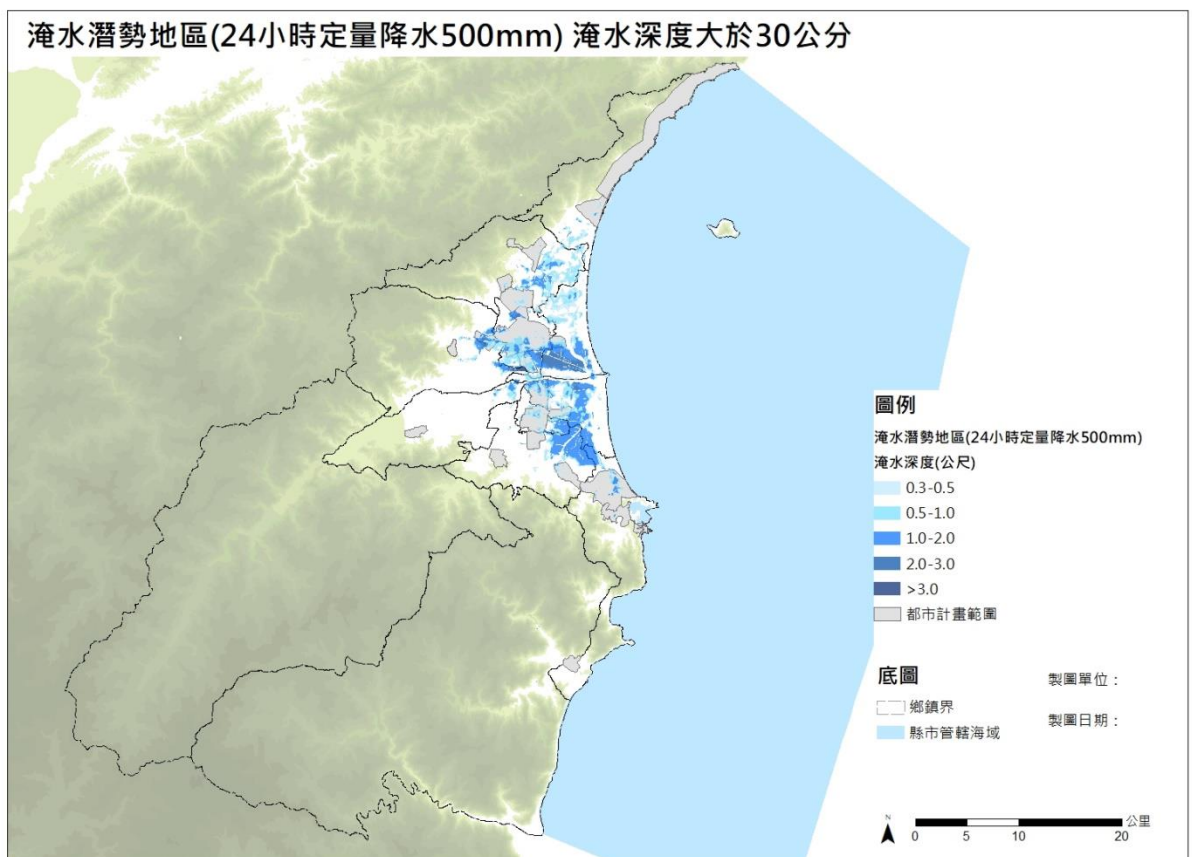 淹水潛勢地區(24小時定量降水500mm) 淹水深度大於30公分
圖例
淹水潛勢地區(24小時定量降水500mm)
淹水深度(公尺)
0.3-0.5
0.5-1.0
1.0-2.0
2.0-3.0
>3.0
都市計畫範圍
底圖
鄉鎮界
縣市管轄海域
製圖單位：
製圖日期：
N
公里
0 5 10 20